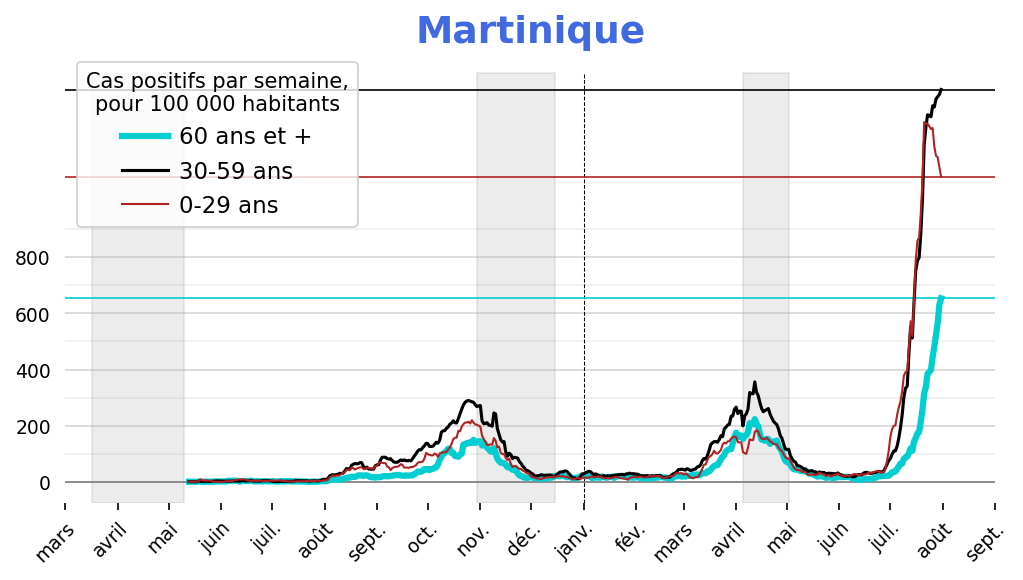 Martinique
Cas positifs par semaine,
pour 100 000 habitants
60 ans et +
30-59 ans
0-29 ans
800
600
400
200
0
mars avril mai juin juil. août sept. oct. nov. déc. janv. fév. mars avril mai juin juil. août sept.